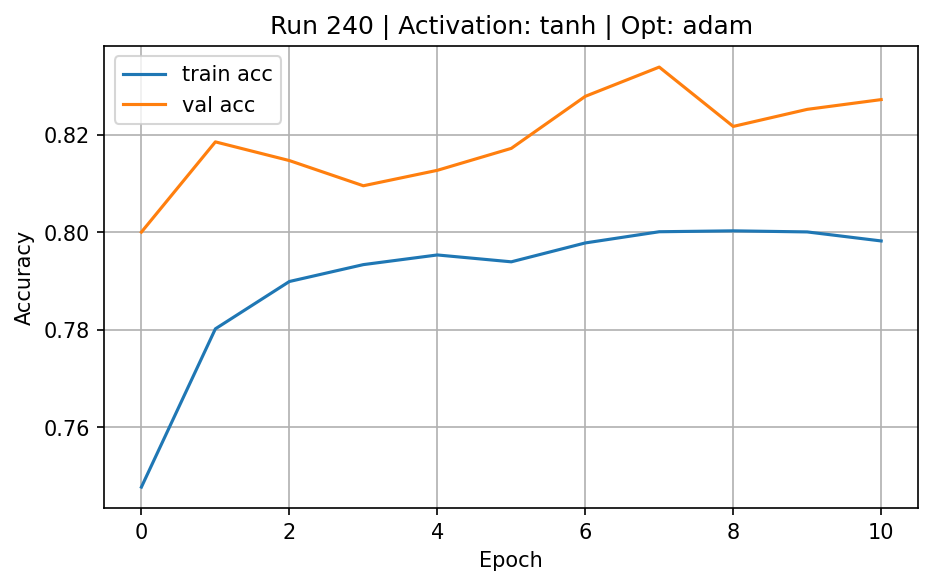 Run 240 | Activation: tanh | Opt: adam
train acc
val acc
0.82
0.80
0.78
0.76
Accuracy
0 2 4 6 8 10
Epoch